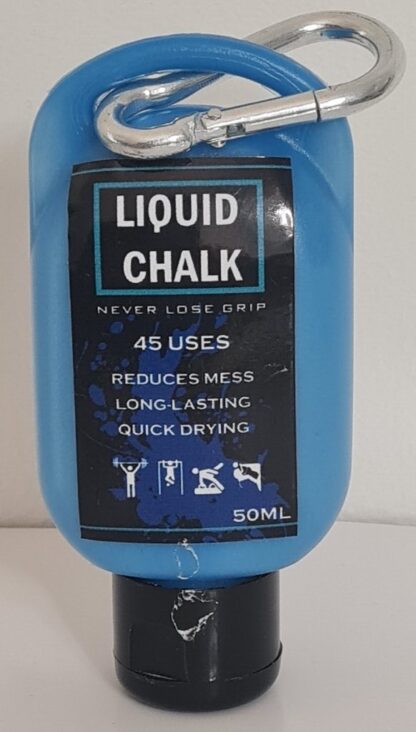 LIQUID
CHALK
NEVER LOSE GRIP
45 USES
REDUCES MESS
LONG-LASTING
QUICK DRYING
50ML